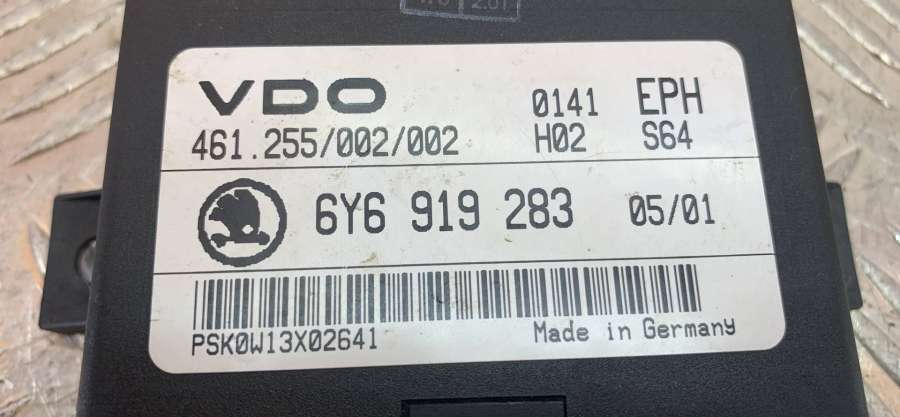 VDO 0141 EPH
461.255/002/002 H02 S64
6Y6 919 283 05/01
PSK0W13X02641 Made in Germany